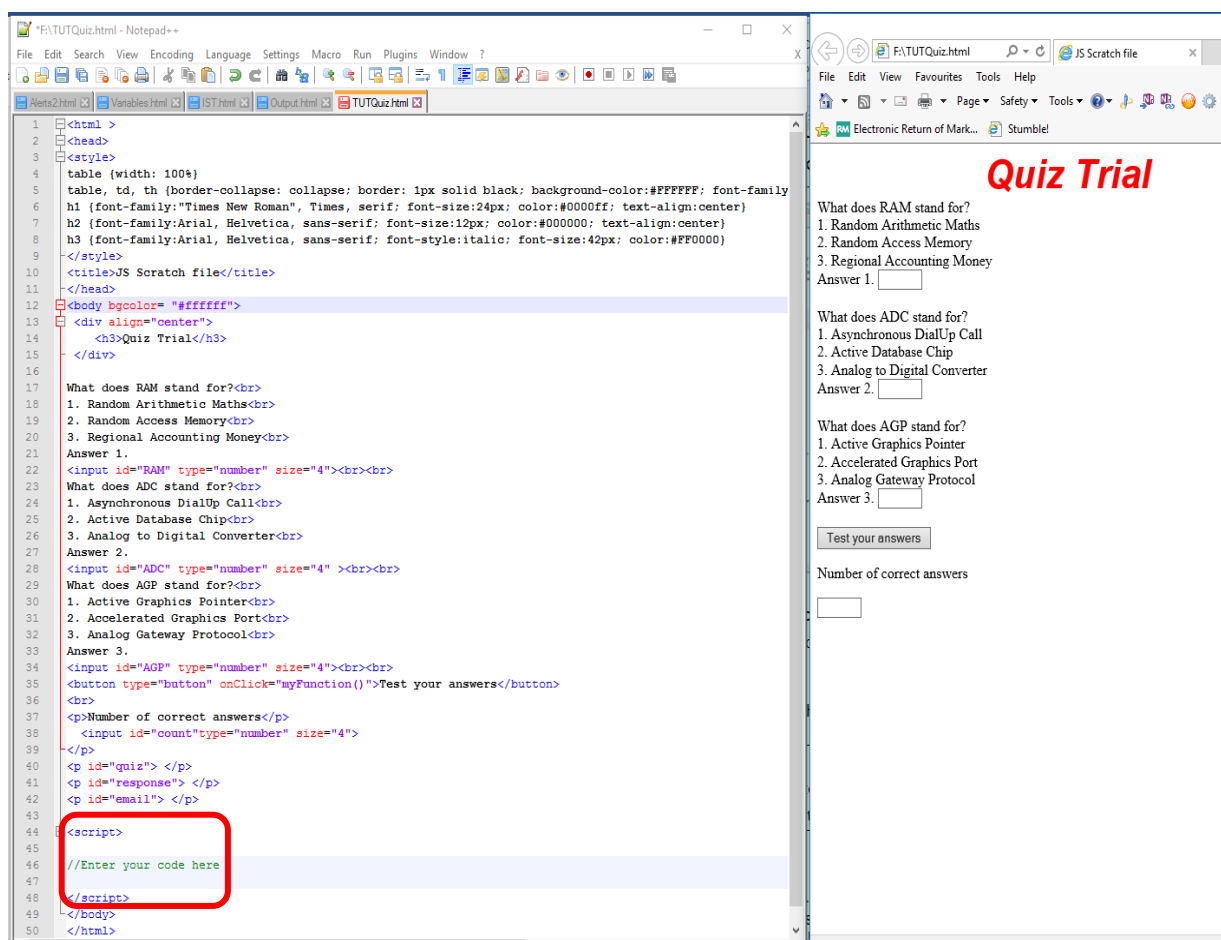 *F:\TUTQuiz.html - Notepad++
File Edit Search View Encoding Language Settings Macro Run Plugins Window ?
X
Alerts2.html Variables.html IST.html Output.html TUTQuiz.html
1 <html >
2 <head>
3 <style>
4 table {width: 100%}
5 table, td, th {border-collapse: collapse; border: 1px solid black; background-color:#FFFFFF; font-family
6 h1 {font-family:"Times New Roman", Times, serif; font-size:24px; color:#0000ff; text-align:center}
7 h2 {font-family:Arial, Helvetica, sans-serif; font-size:12px; color:#000000; text-align:center}
8 h3 {font-family:Arial, Helvetica, sans-serif; font-style:italic; font-size:42px; color:#FF0000}
9 </style>
10 <title>JS Scratch file</title>
11 </head>
12 <body bgcolor= "#ffffff">
13 <div align="center">
14 <h3>Quiz Trial</h3>
15 </div>
16
17 What does RAM stand for?<br>
18 1. Random Arithmetic Maths<br>
19 2. Random Access Memory<br>
20 3. Regional Accounting Money<br>
21 Answer 1.
22 <input id="RAM" type="number" size="4"><br><br>
23 What does ADC stand for?<br>
24 1. Asynchronous DialUp Call<br>
25 2. Active Database Chip<br>
26 3. Analog to Digital Converter<br>
27 Answer 2.
28 <input id="ADC" type="number" size="4" ><br><br>
29 What does AGP stand for?<br>
30 1. Active Graphics Pointer<br>
31 2. Accelerated Graphics Port<br>
32 3. Analog Gateway Protocol<br>
33 Answer 3.
34 <input id="AGP" type="number" size="4"><br><br>
35 <button type="button" onClick="myFunction()">Test your answers</button>
36 <br>
37 <p>Number of correct answers</p>
38 <input id="count"type="number" size="4">
39 </p>
40 <p id="quiz"> </p>
41 <p id="response"> </p>
42 <p id="email"> </p>
43
44 <script>
45
46 //Enter your code here
47
48 </script>
49 </body>
50 </html>
F:\TUTQuiz.html
JS Scratch file
File Edit View Favourites Tools Help
Page Safety Tools
Electronic Return of Mark... Stumble!
Quiz Trial
What does RAM stand for?
1. Random Arithmetic Maths
2. Random Access Memory
3. Regional Accounting Money
Answer 1.
What does ADC stand for?
1. Asynchronous DialUp Call
2. Active Database Chip
3. Analog to Digital Converter
Answer 2.
What does AGP stand for?
1. Active Graphics Pointer
2. Accelerated Graphics Port
3. Analog Gateway Protocol
Answer 3.
Test your answers
Number of correct answers